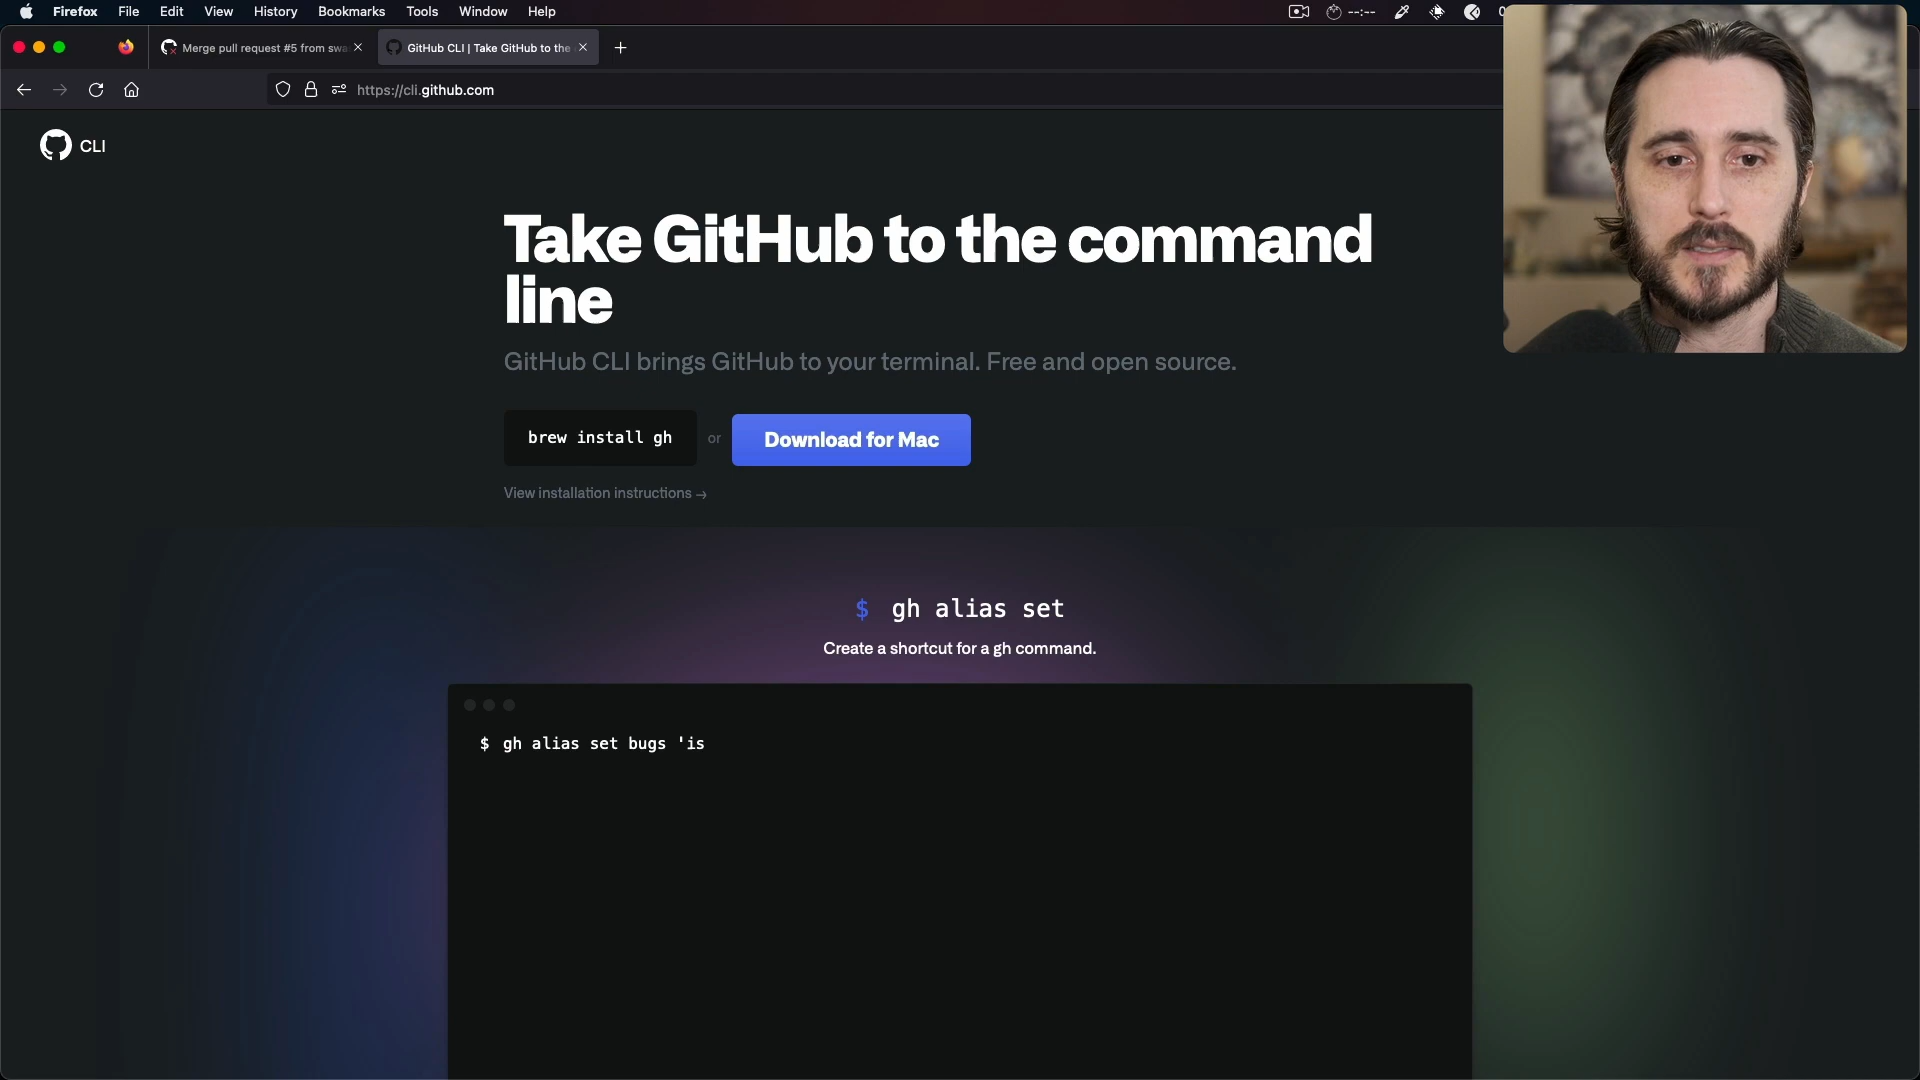 Firefox File Edit View History Bookmarks Tools Window Help --:--
Merge pull request #5 from swa
GitHub CLI | Take GitHub to the
https://cli.github.com
CLI
Take GitHub to the command
line
GitHub CLI brings GitHub to your terminal. Free and open source.
brew install gh or Download for Mac
View installation instructions →
$ gh alias set
Create a shortcut for a gh command.
$ gh alias set bugs 'is